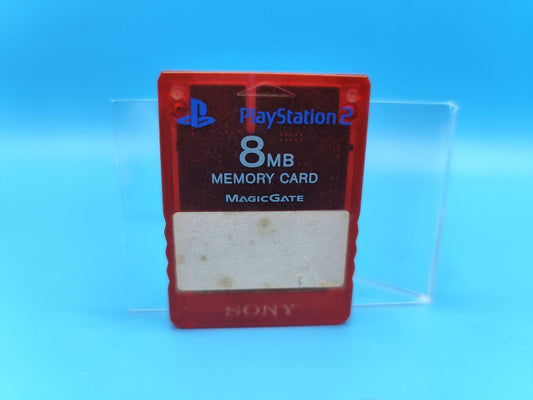 PlayStation 2
8MB
MEMORY CARD
MAGICGATE
SONY